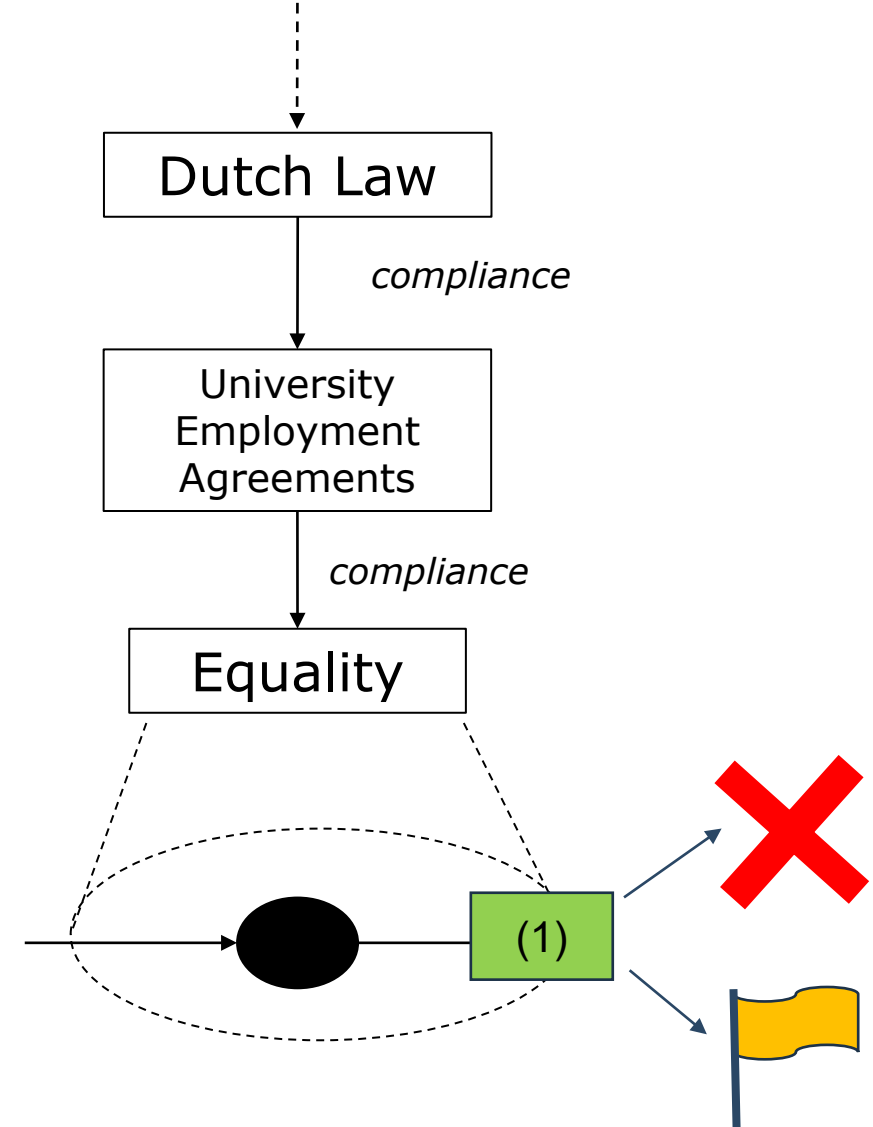 Dutch Law
compliance
University
Employment
Agreements
compliance
Equality
(1)